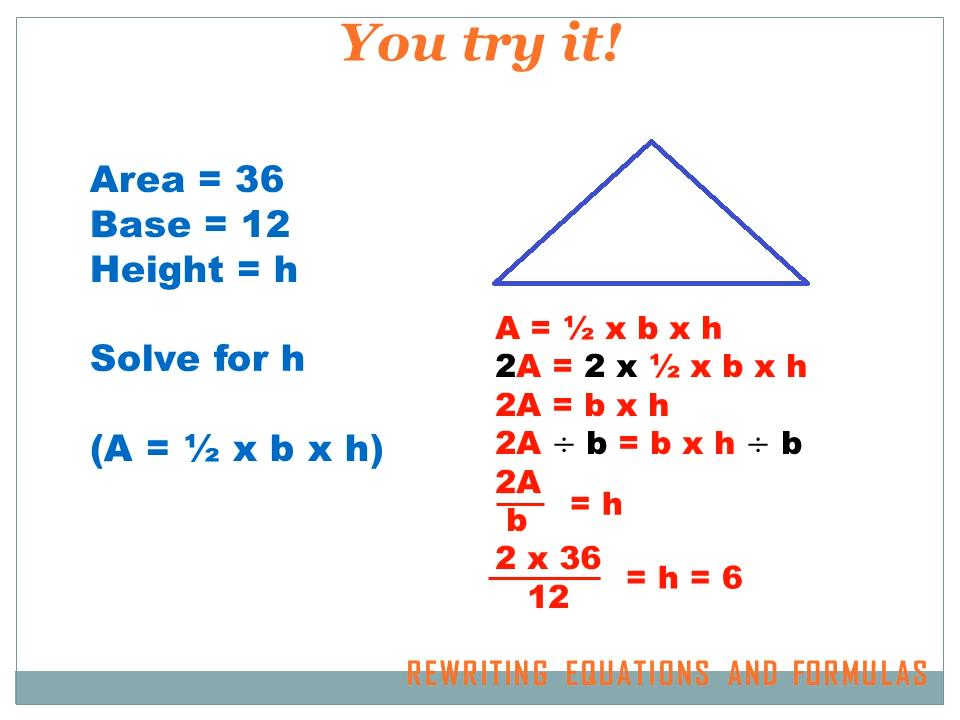 You try it!
Area = 36
Base = 12
Height = h
Solve for h
(A = ½ x b x h)
A = ½ x b x h
2A = 2 x ½ x b x h
2A = b x h
2A ÷ b = b x h ÷ b
2A
b
= h
2 x 36
12
= h = 6
REWRITING EQUATIONS AND FORMULAS